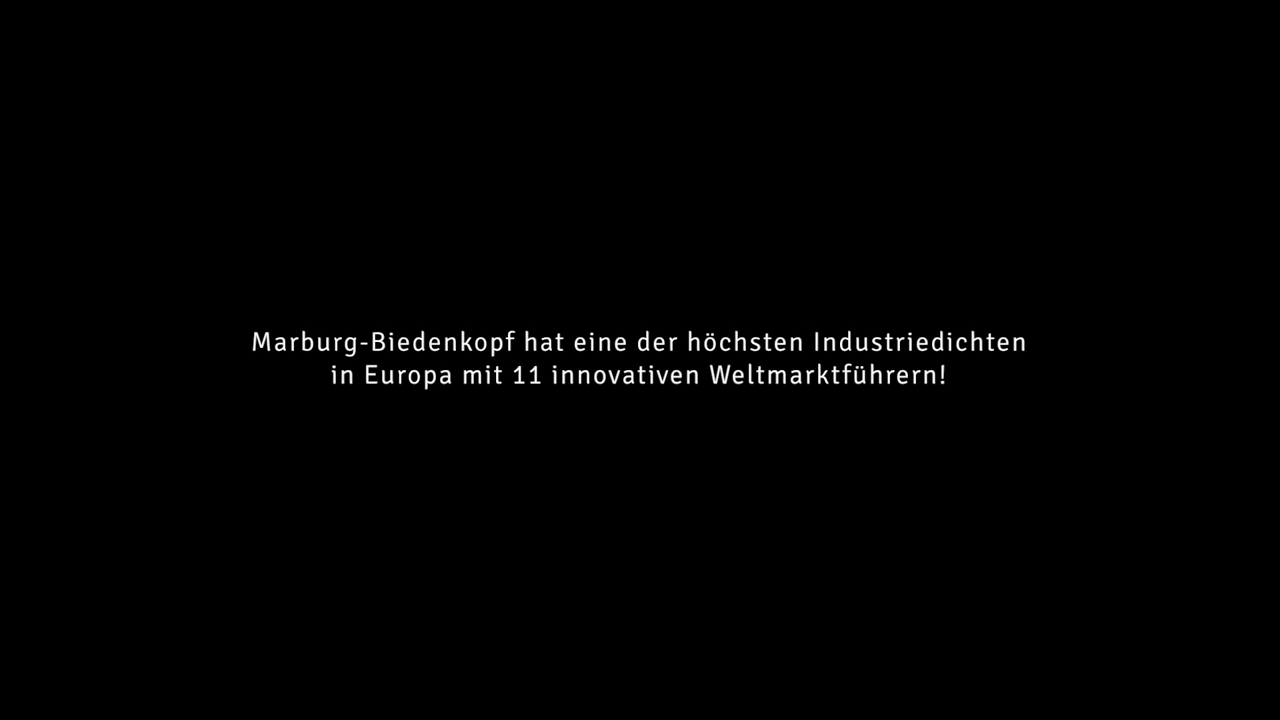 Marburg-Biedenkopf hat eine der höchsten Industriedichten
in Europa mit 11 innovativen Weltmarktführern!